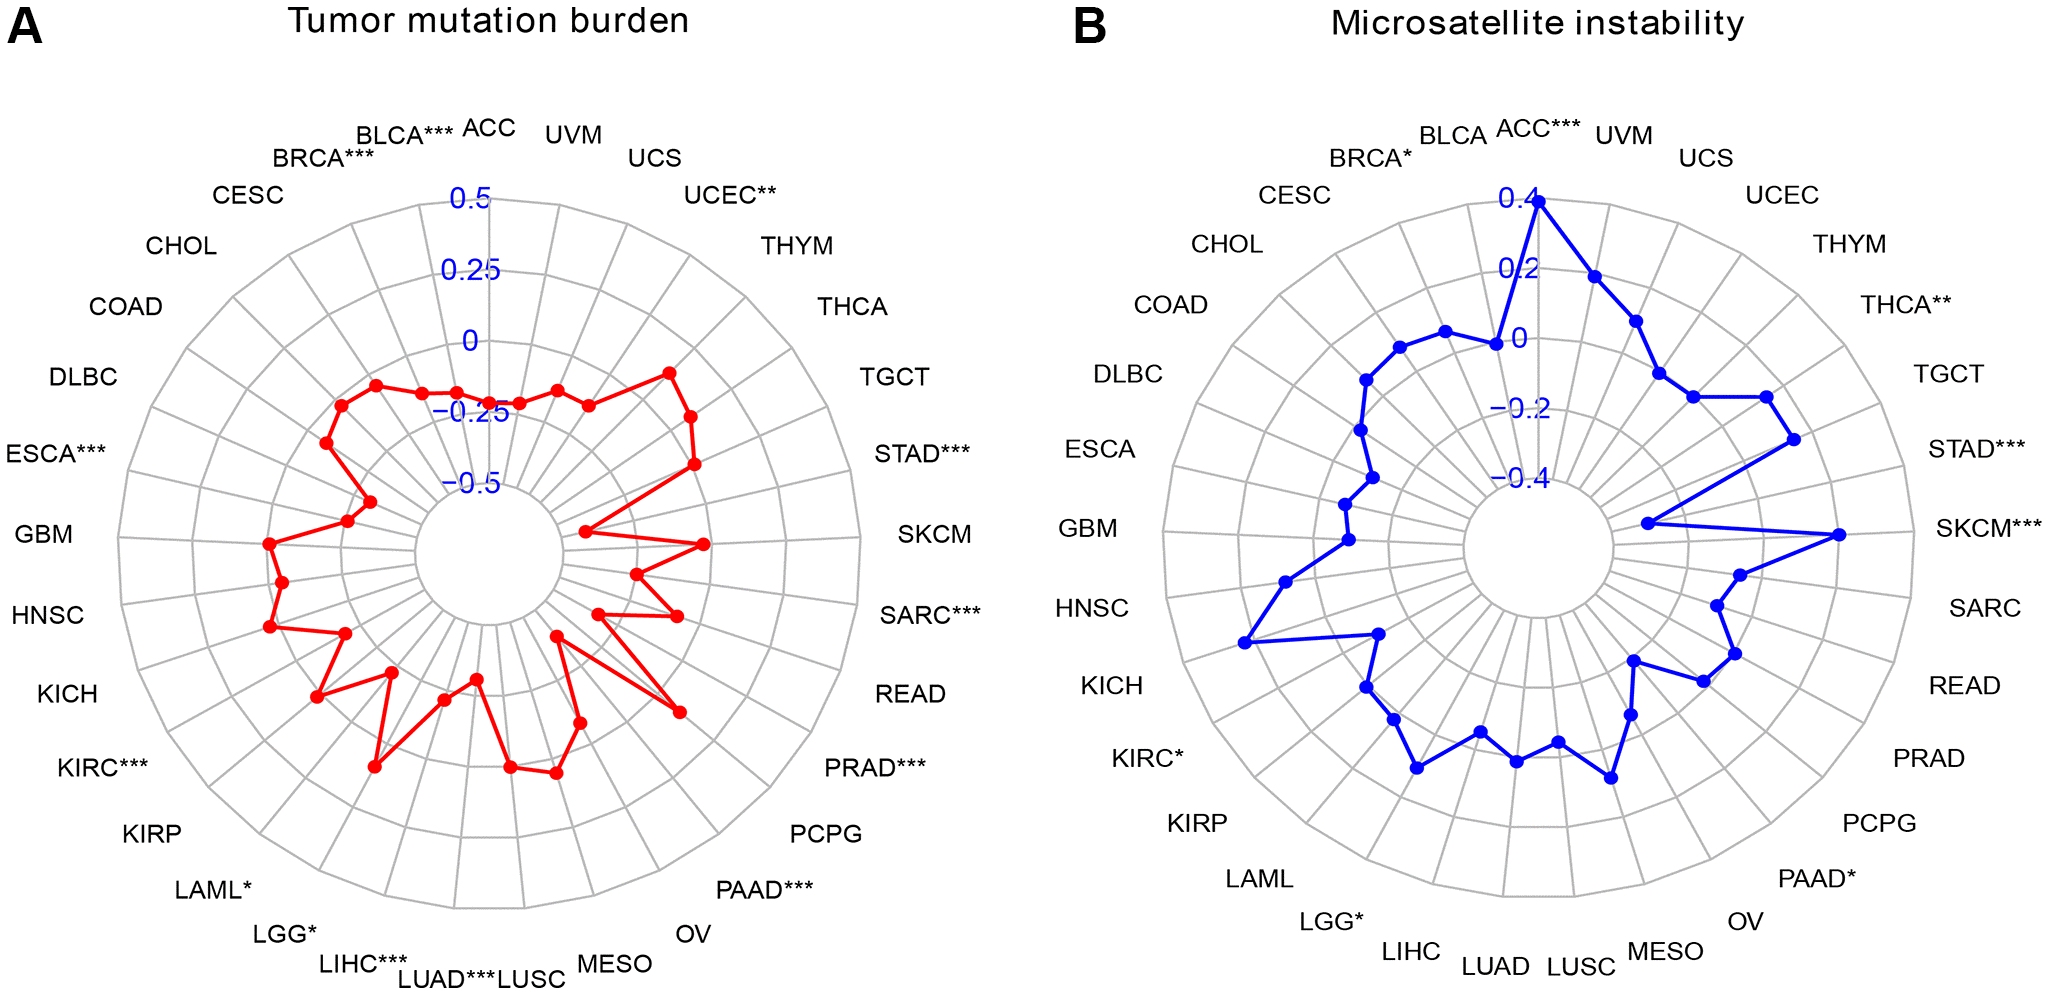 A
Tumor mutation burden
ACC
BLCA***
BRCA***
CESC
CHOL
COAD
DLBC
ESCA***
GBM
HNSC
KICH
KIRC***
KIRP
LAML*
LGG*
LIHC***
LUAD***
LUSC
MESO
OV
PAAD***
PCPG
PRAD***
READ
SARC***
SKCM
STAD***
TGCT
THCA
THYM
UCEC**
UCS
UVM
0.5
0.25
0
−0.25
−0.5
B
Microsatellite instability
ACC***
BLCA
BRCA*
CESC
CHOL
COAD
DLBC
ESCA
GBM
HNSC
KICH
KIRC*
KIRP
LAML
LGG*
LIHC
LUAD
LUSC
MESO
OV
PAAD*
PCPG
PRAD
READ
SARC
SKCM***
STAD***
TGCT
THCA**
THYM
UCEC
UCS
UVM
0.4
0.2
0
−0.2
−0.4